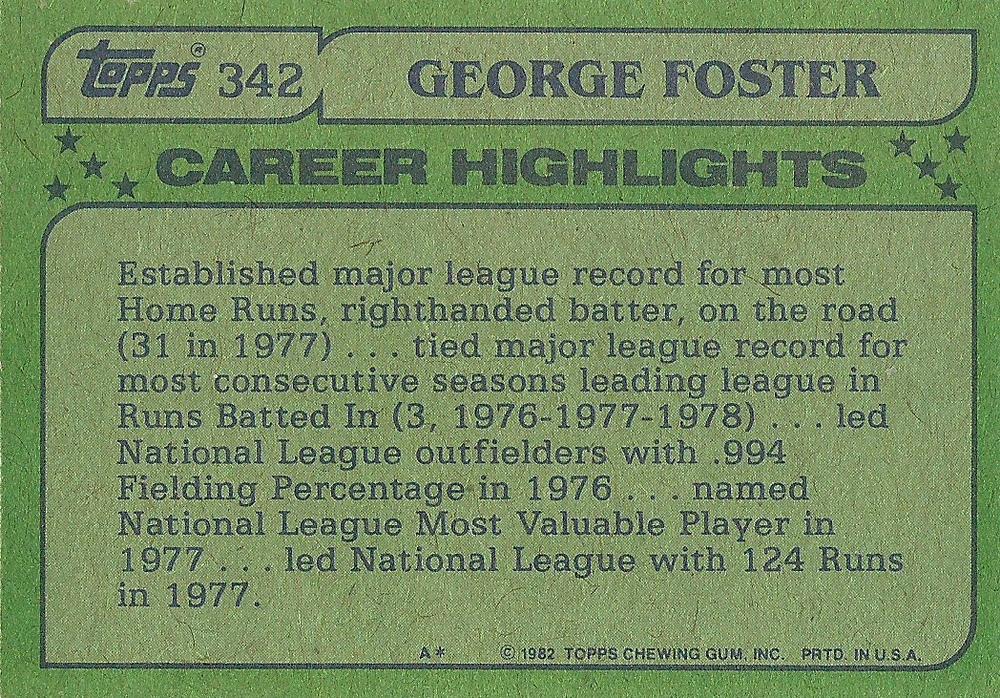 topps® 342 GEORGE FOSTER
CAREER HIGHLIGHTS
Established major league record for most
Home Runs, righthanded batter, on the road
(31 in 1977) . . . tied major league record for
most consecutive seasons leading league in
Runs Batted In (3, 1976-1977-1978) . . . led
National League outfielders with .994
Fielding Percentage in 1976 . . . named
National League Most Valuable Player in
1977 . . . led National League with 124 Runs
in 1977.
A* © 1982 TOPPS CHEWING GUM, INC. PRTD. IN U.S.A.